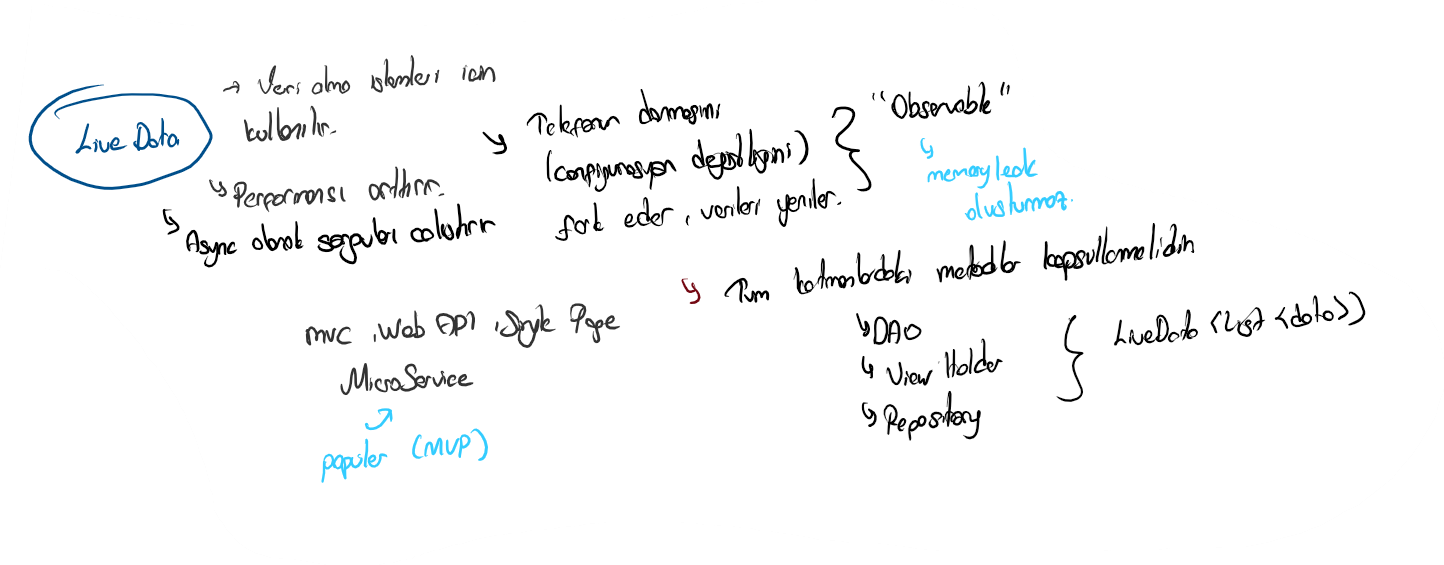 Live Data
→ Veri alma işlemleri için
kullanılır.
↳ Performansı arttırır.
↳ Async olarak sorguları çalıştırır
↳ Telefonun dönmesini
(configurasyon değişikliğini)
fark eder, verileri yeniler.
"Observable"
↳ memory leak
oluşturmaz.
↳ Tüm katmanlardaki metodlar kapsüllenmelidir
↳ DAO
↳ View Holder
↳ Repository
LiveData <List <data>>
MVC, Web API, Single Page
MicroService
popüler (MVP)